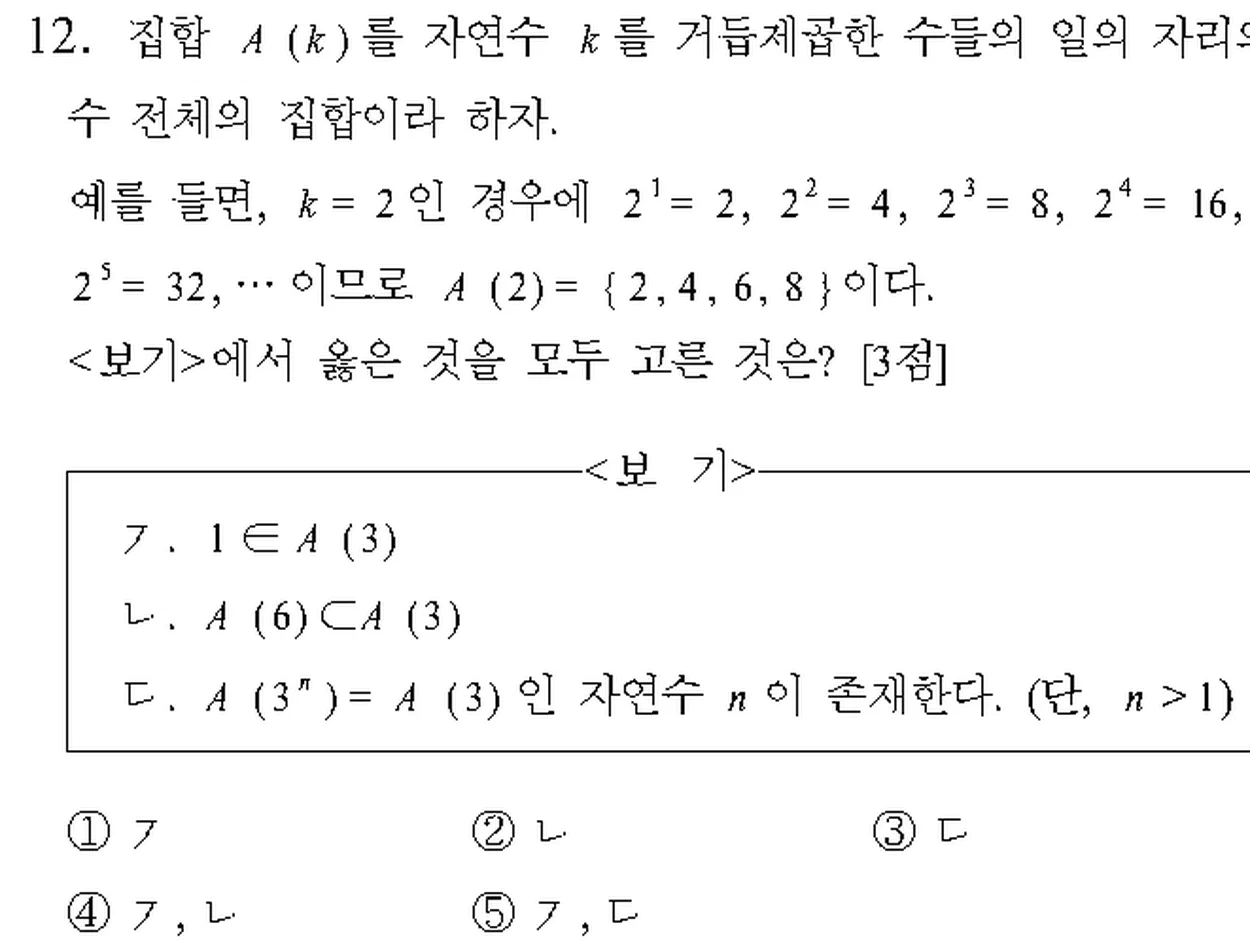 12. 집합 A (k)를 자연수 k를 거듭제곱한 수들의 일의 자리의
수 전체의 집합이라 하자.
예를 들면, k = 2인 경우에 2¹= 2, 2²= 4, 2³= 8, 2⁴= 16,
2⁵= 32, ⋯ 이므로 A (2)= { 2, 4, 6, 8 }이다.
<보기>에서 옳은 것을 모두 고른 것은? [3점]
<보 기>
ㄱ. 1∈A (3)
ㄴ. A (6)⊂A (3)
ㄷ. A (3ⁿ)= A (3)인 자연수 n이 존재한다. (단, n >1)
① ㄱ ② ㄴ ③ ㄷ
④ ㄱ, ㄴ ⑤ ㄱ, ㄷ